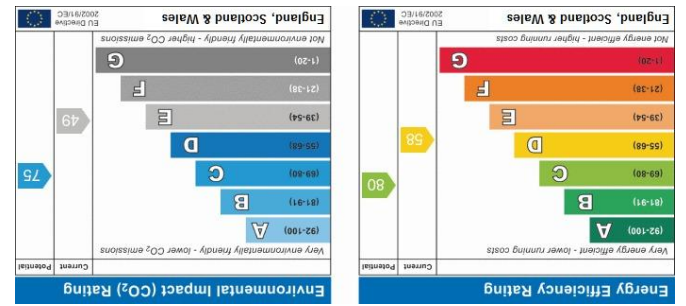 Energy Efficiency Rating
Current Potential
Very energy efficient - lower running costs
(92-100) A
(81-91) B
(69-80) C
(55-68) D
(39-54) E
(21-38) F
(1-20) G
Not energy efficient - higher running costs
58
80
England, Scotland & Wales
EU Directive
2002/91/EC
Environmental Impact (CO₂) Rating
Current Potential
Very environmentally friendly - lower CO₂ emissions
(92-100) A
(81-91) B
(69-80) C
(55-68) D
(39-54) E
(21-38) F
(1-20) G
Not environmentally friendly - higher CO₂ emissions
49
75
England, Scotland & Wales
EU Directive
2002/91/EC